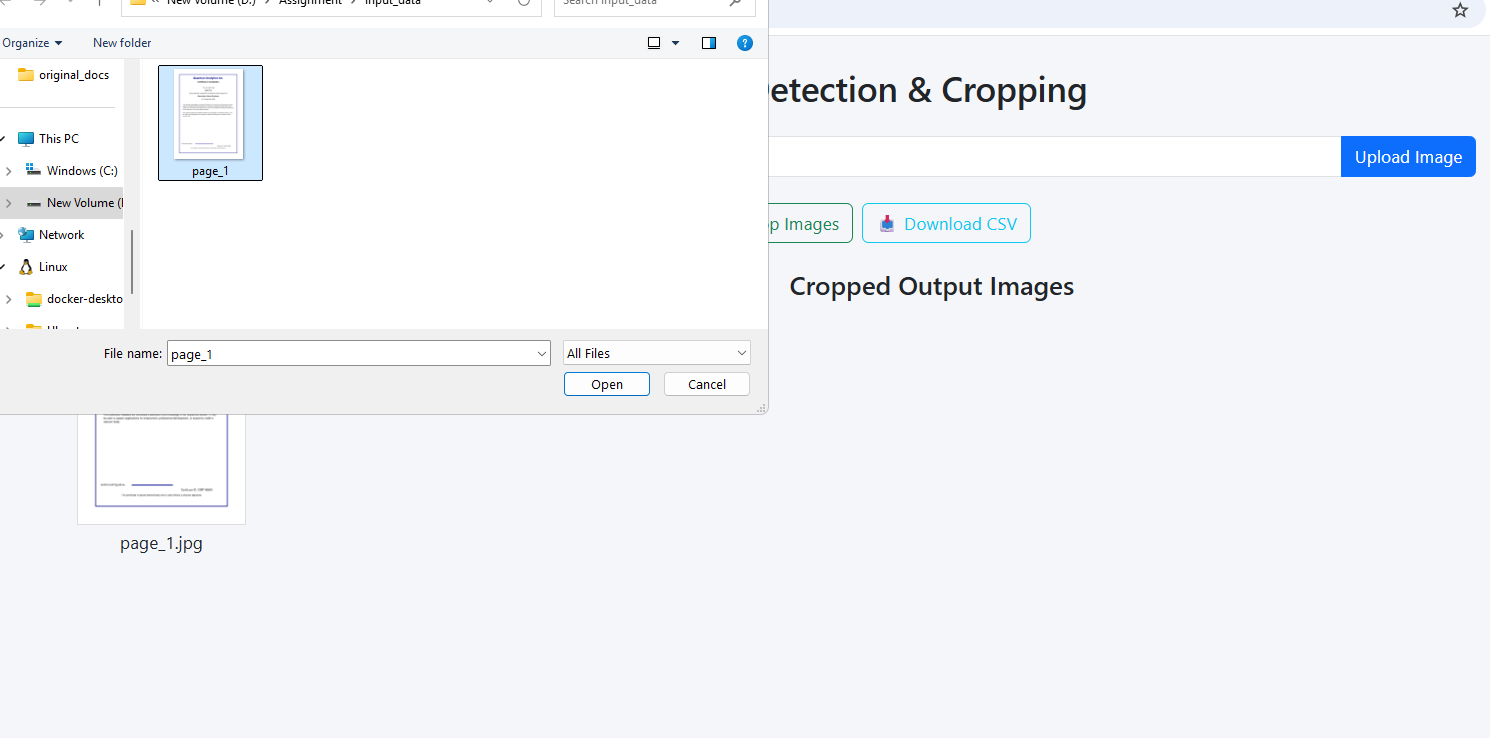 New Volume (D:) > Assignment > input_data
Search input_data
Organize
New folder
original_docs
This PC
Windows (C:)
New Volume (
Network
Linux
docker-deskto
page_1
File name: page_1
All Files
Open
Cancel
etection & Cropping
Upload Image
p Images
Download CSV
Cropped Output Images
page_1.jpg